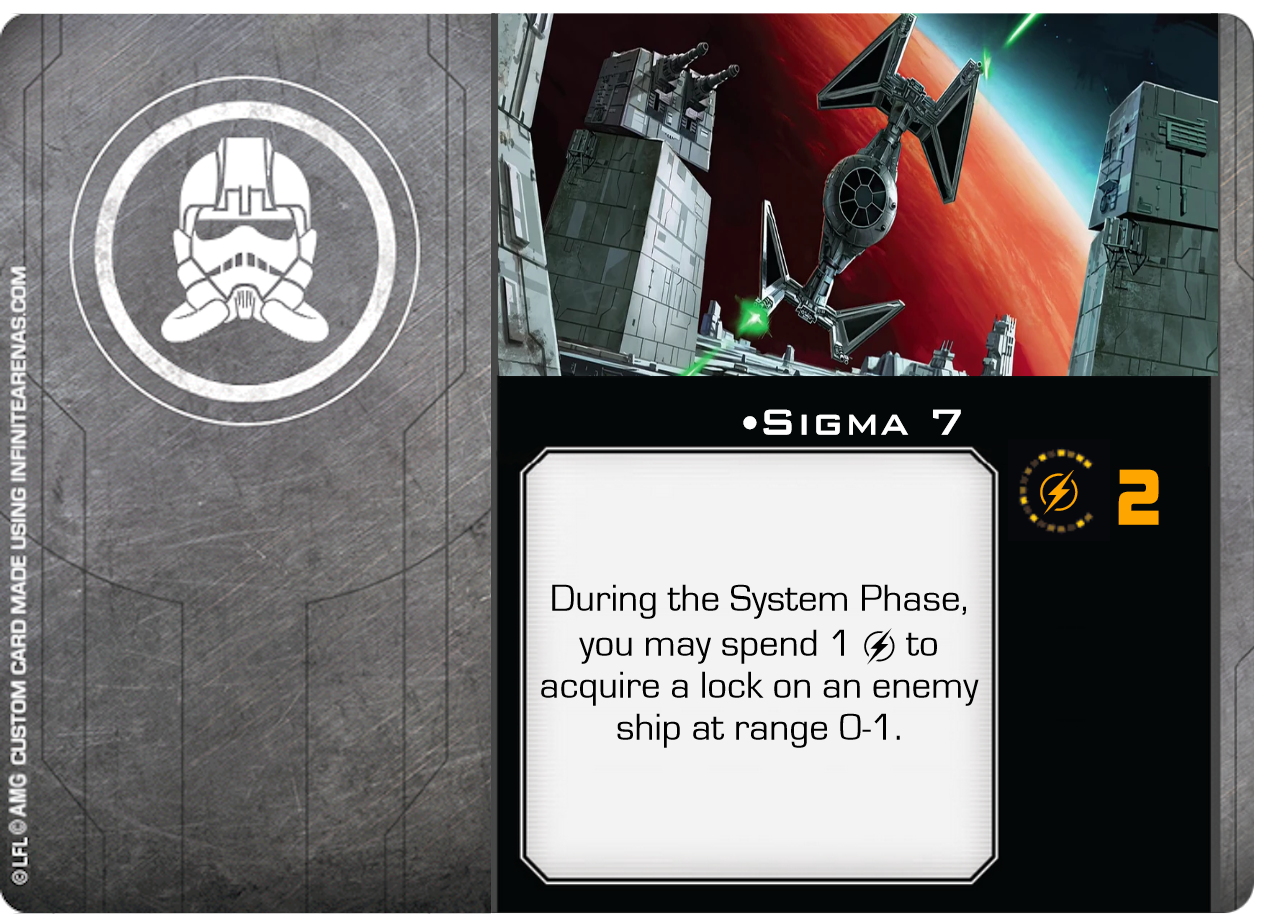 •Sigma 7
2
During the System Phase,
you may spend 1 to
acquire a lock on an enemy
ship at range 0-1.
©LFL ©AMG CUSTOM CARD MADE USING INFINITEARENAS.COM